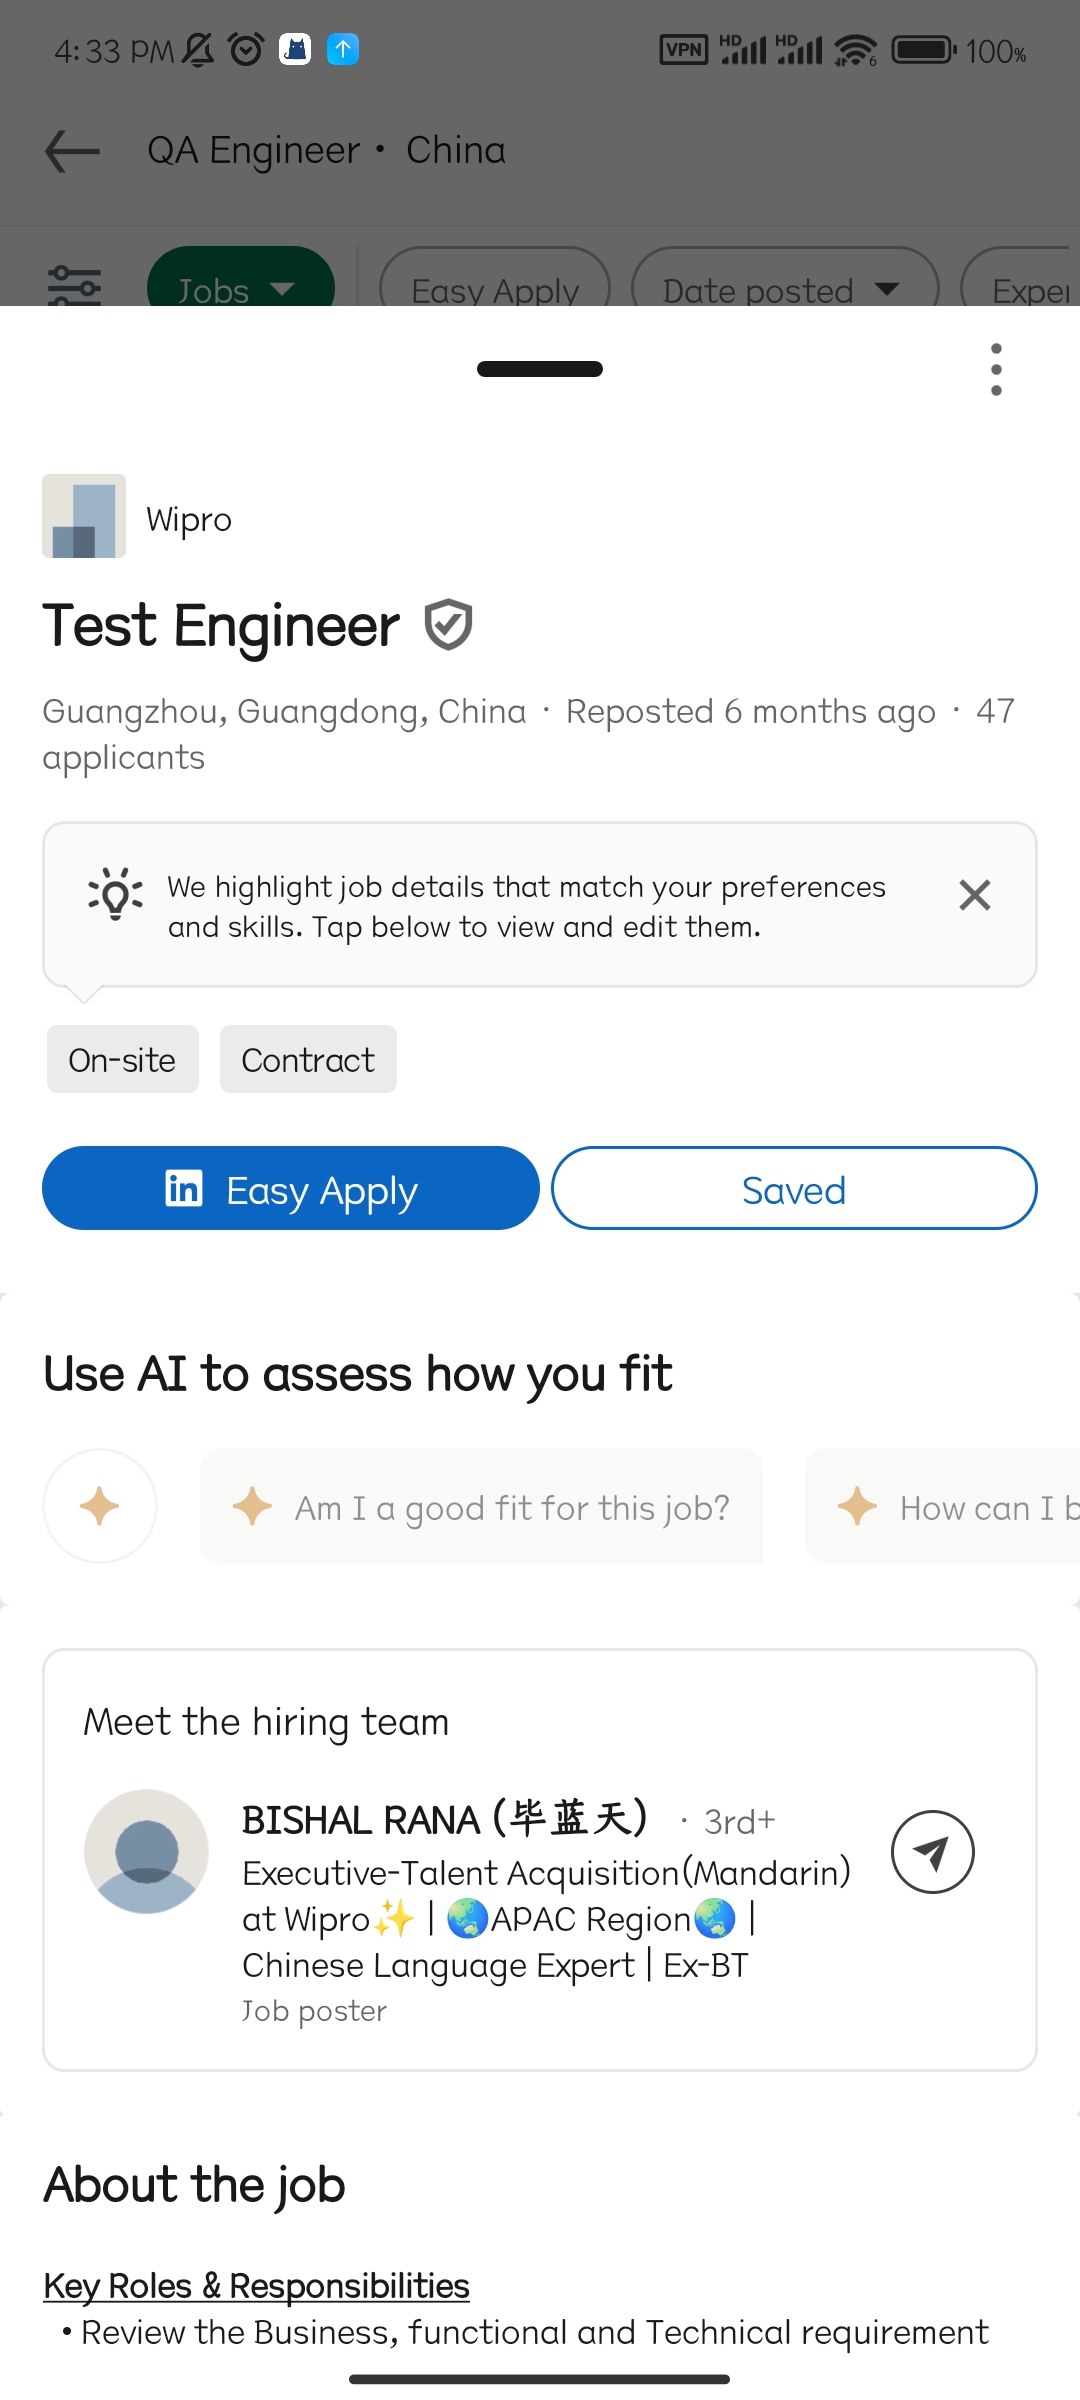 4:33 PM VPN HD HD 6 100%
QA Engineer • China
Jobs Easy Apply Date posted Exper
Wipro
Test Engineer
Guangzhou, Guangdong, China · Reposted 6 months ago · 47
applicants
We highlight job details that match your preferences
and skills. Tap below to view and edit them.
On-site Contract
in Easy Apply Saved
Use AI to assess how you fit
Am I a good fit for this job? How can I b
Meet the hiring team
BISHAL RANA (毕蓝天) · 3rd+
Executive-Talent Acquisition(Mandarin)
at Wipro✨ | 🌏APAC Region🌏 |
Chinese Language Expert | Ex-BT
Job poster
About the job
Key Roles & Responsibilities
• Review the Business, functional and Technical requirement